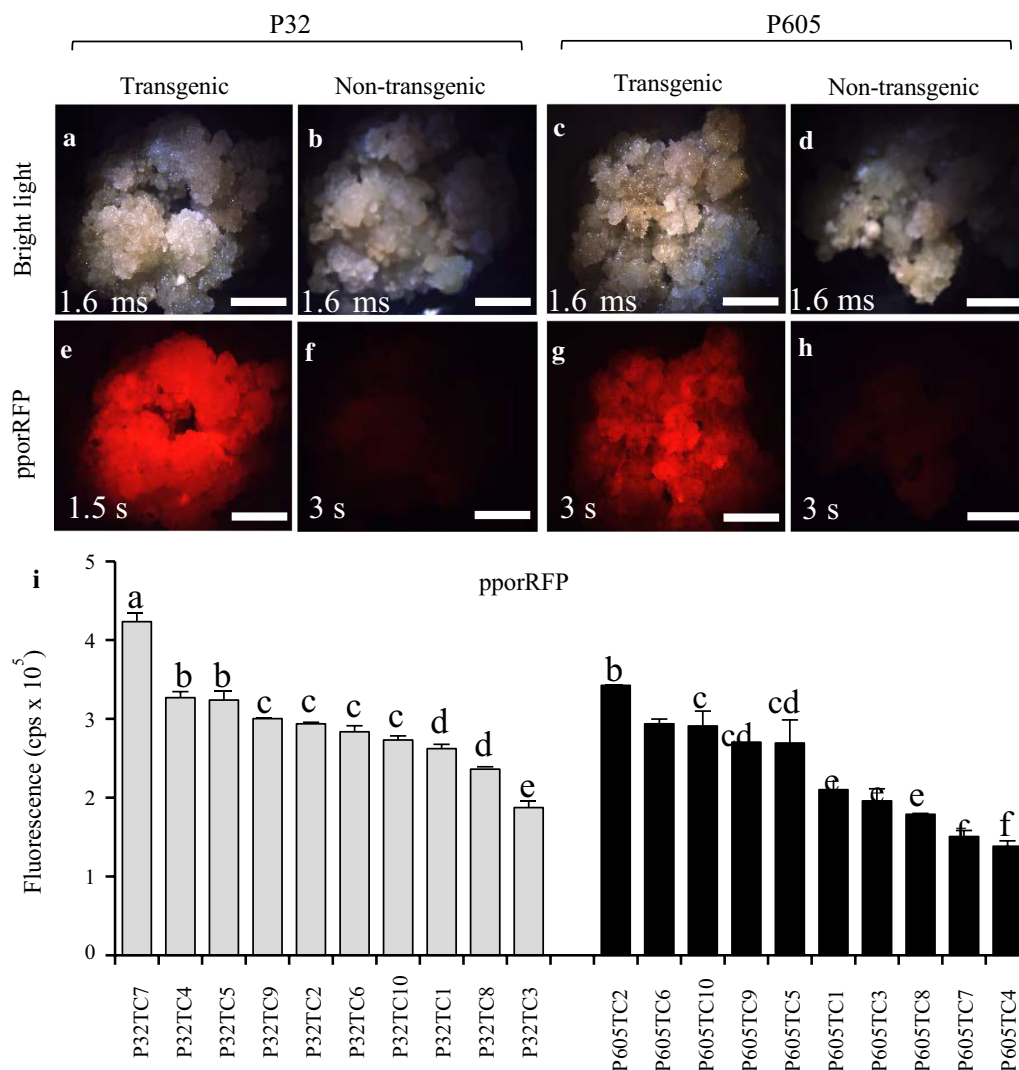 P32 P605
Transgenic Non-transgenic Transgenic Non-transgenic
Bright light
a b c d
1.6 ms 1.6 ms 1.6 ms 1.6 ms
pporRFP
e f g h
1.5 s 3 s 3 s 3 s
i
pporRFP
Fluorescence (cps x 10^5)
5
4
3
2
1
0
a b b c c c c d d e
b c cd cd e e e f f
P32TC7
P32TC4
P32TC5
P32TC9
P32TC2
P32TC6
P32TC10
P32TC1
P32TC8
P32TC3
P605TC2
P605TC6
P605TC10
P605TC9
P605TC5
P605TC1
P605TC3
P605TC8
P605TC7
P605TC4